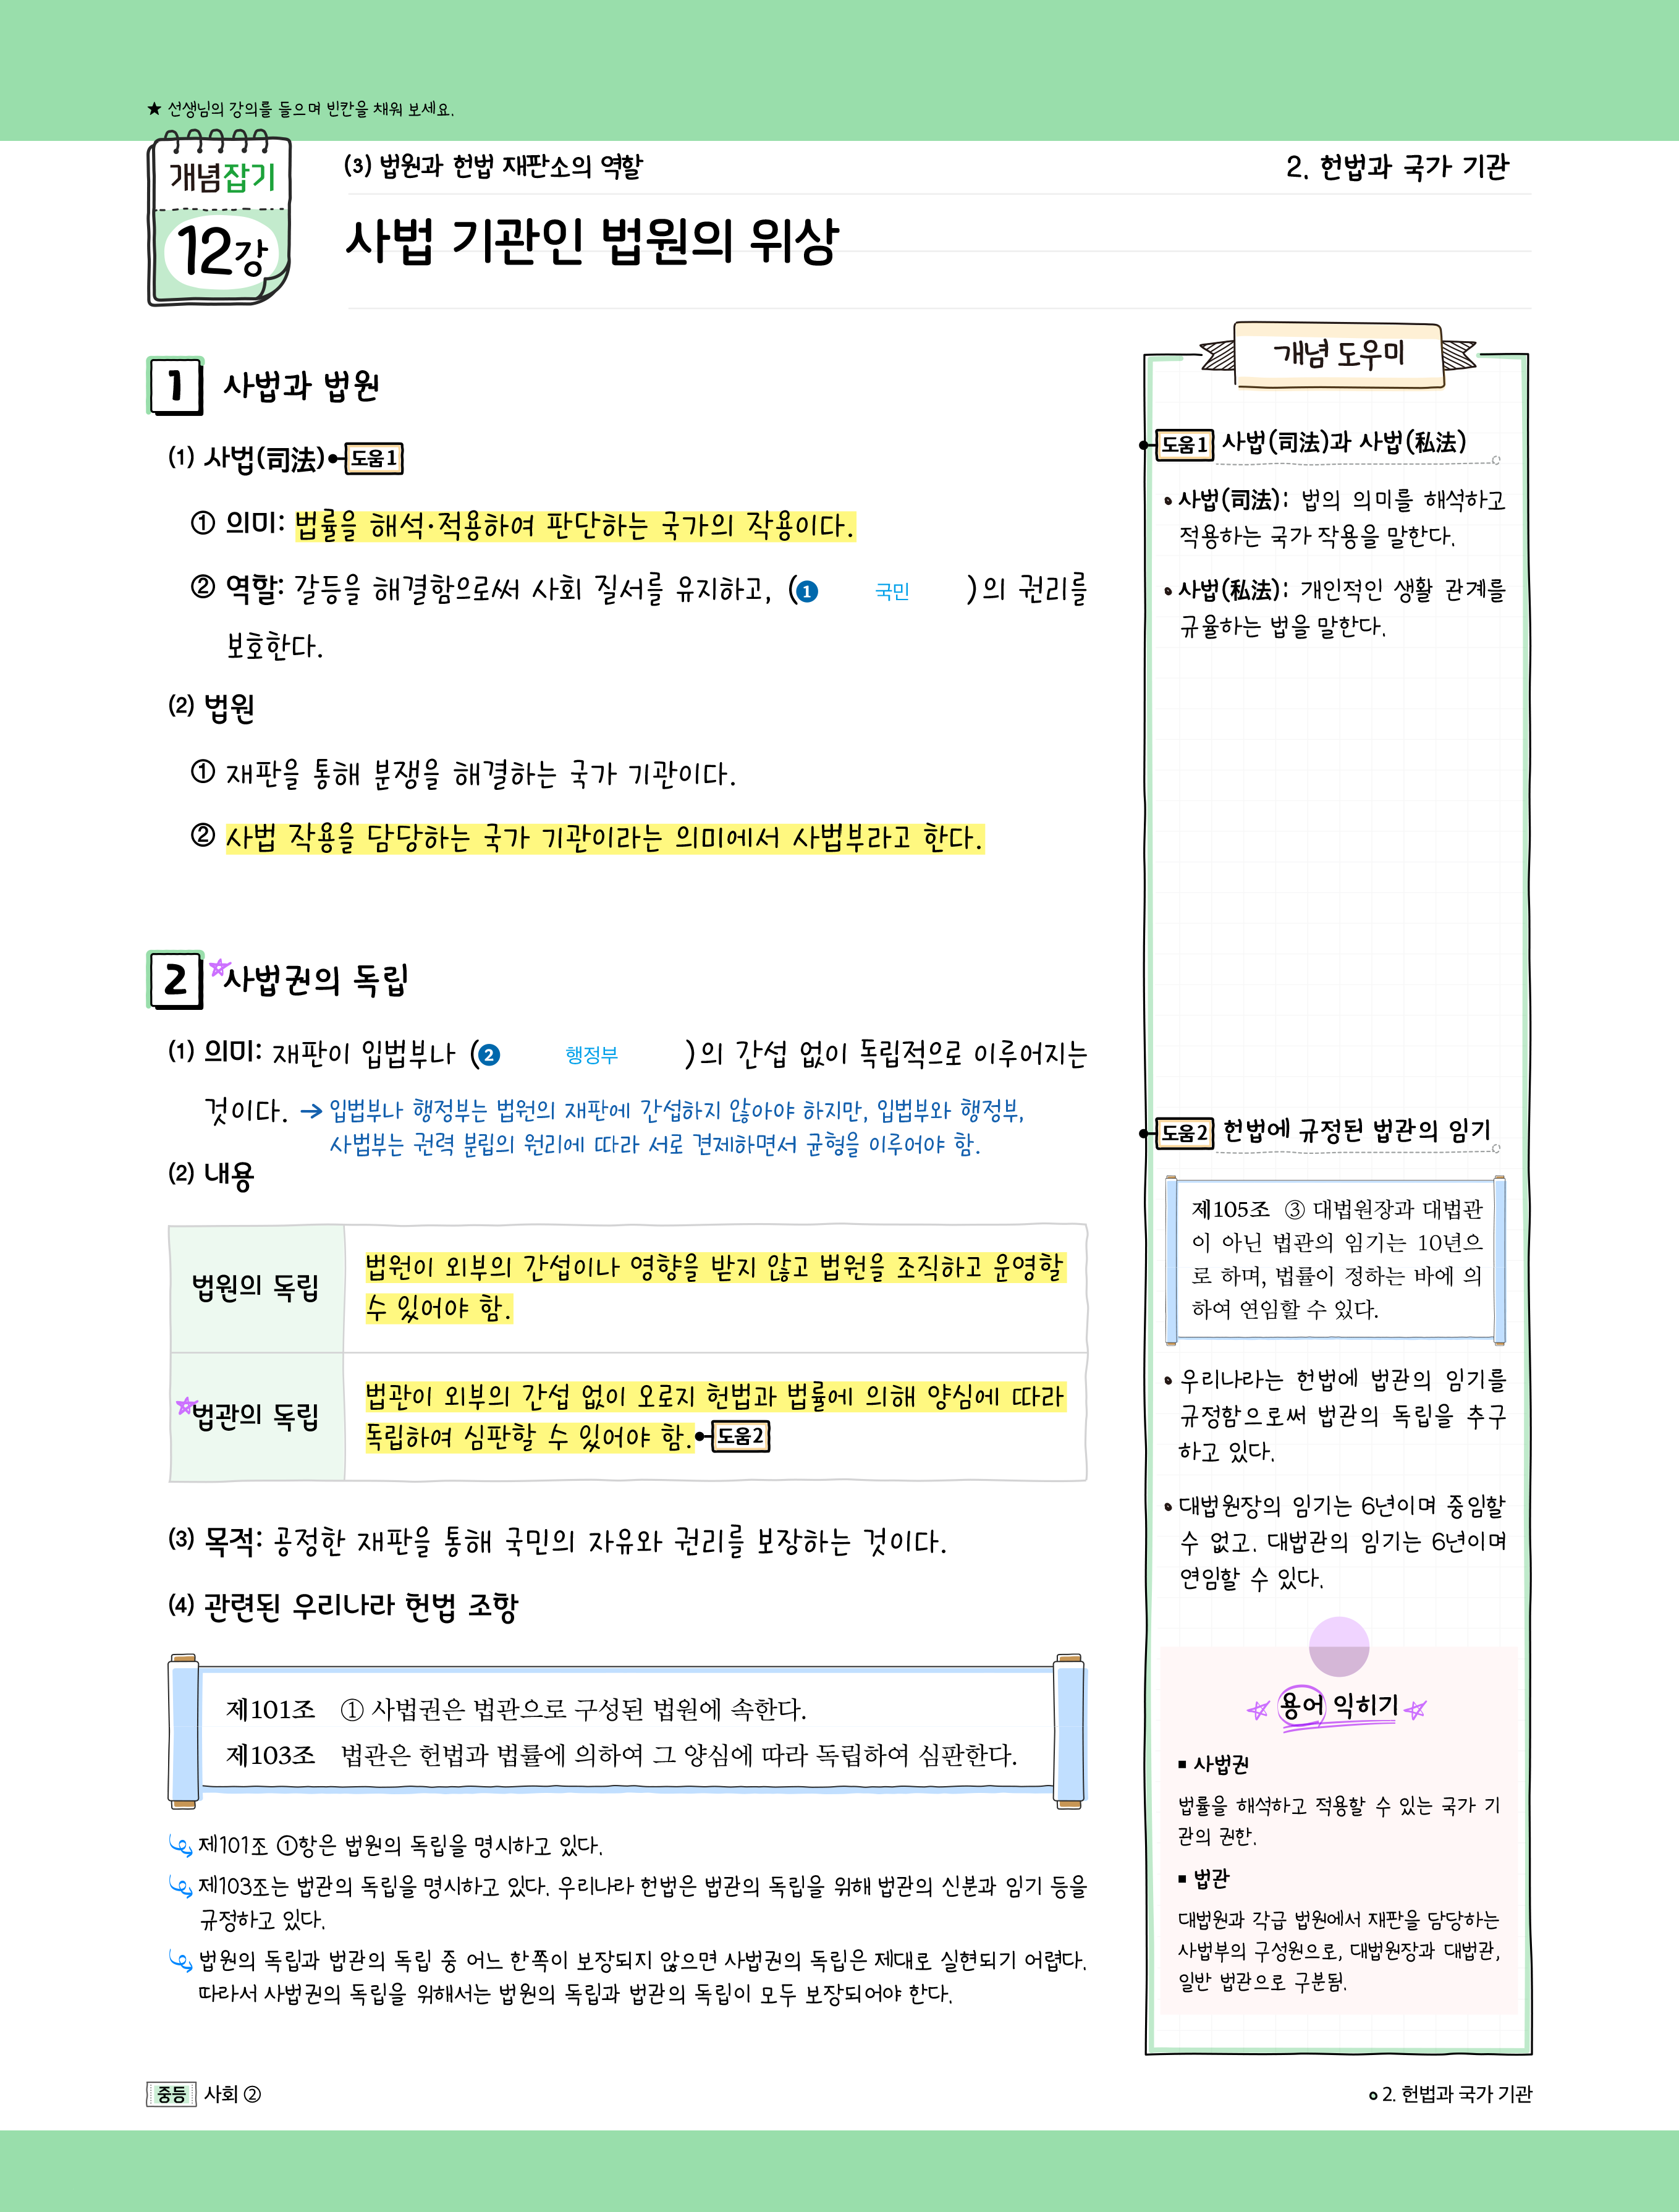 ★ 선생님의 강의를 들으며 빈칸을 채워 보세요.
개념잡기
12강
(3) 법원과 헌법 재판소의 역할
2. 헌법과 국가 기관
사법 기관인 법원의 위상
1 사법과 법원
(1) 사법(司法) 도움1
① 의미: 법률을 해석·적용하여 판단하는 국가의 작용이다.
② 역할: 갈등을 해결함으로써 사회 질서를 유지하고, (❶ 국민 )의 권리를
보호한다.
(2) 법원
① 재판을 통해 분쟁을 해결하는 국가 기관이다.
② 사법 작용을 담당하는 국가 기관이라는 의미에서 사법부라고 한다.
2 사법권의 독립
(1) 의미: 재판이 입법부나 (❷ 행정부 )의 간섭 없이 독립적으로 이루어지는
것이다. → 입법부나 행정부는 법원의 재판에 간섭하지 않아야 하지만, 입법부와 행정부,
사법부는 권력 분립의 원리에 따라 서로 견제하면서 균형을 이루어야 함.
(2) 내용
법원의 독립
법원이 외부의 간섭이나 영향을 받지 않고 법원을 조직하고 운영할
수 있어야 함.
법관의 독립
법관이 외부의 간섭 없이 오로지 헌법과 법률에 의해 양심에 따라
독립하여 심판할 수 있어야 함. 도움2
(3) 목적: 공정한 재판을 통해 국민의 자유와 권리를 보장하는 것이다.
(4) 관련된 우리나라 헌법 조항
제101조 ① 사법권은 법관으로 구성된 법원에 속한다.
제103조 법관은 헌법과 법률에 의하여 그 양심에 따라 독립하여 심판한다.
제101조 ①항은 법원의 독립을 명시하고 있다.
제103조는 법관의 독립을 명시하고 있다. 우리나라 헌법은 법관의 독립을 위해 법관의 신분과 임기 등을
규정하고 있다.
법원의 독립과 법관의 독립 중 어느 한쪽이 보장되지 않으면 사법권의 독립은 제대로 실현되기 어렵다.
따라서 사법권의 독립을 위해서는 법원의 독립과 법관의 독립이 모두 보장되어야 한다.
개념 도우미
도움1 사법(司法)과 사법(私法)
• 사법(司法): 법의 의미를 해석하고
적용하는 국가 작용을 말한다.
• 사법(私法): 개인적인 생활 관계를
규율하는 법을 말한다.
도움2 헌법에 규정된 법관의 임기
제105조 ③ 대법원장과 대법관
이 아닌 법관의 임기는 10년으
로 하며, 법률이 정하는 바에 의
하여 연임할 수 있다.
• 우리나라는 헌법에 법관의 임기를
규정함으로써 법관의 독립을 추구
하고 있다.
• 대법원장의 임기는 6년이며 중임할
수 없고. 대법관의 임기는 6년이며
연임할 수 있다.
용어 익히기
■ 사법권
법률을 해석하고 적용할 수 있는 국가 기
관의 권한.
■ 법관
대법원과 각급 법원에서 재판을 담당하는
사법부의 구성원으로, 대법원장과 대법관,
일반 법관으로 구분됨.
중등 사회 ②
2. 헌법과 국가 기관